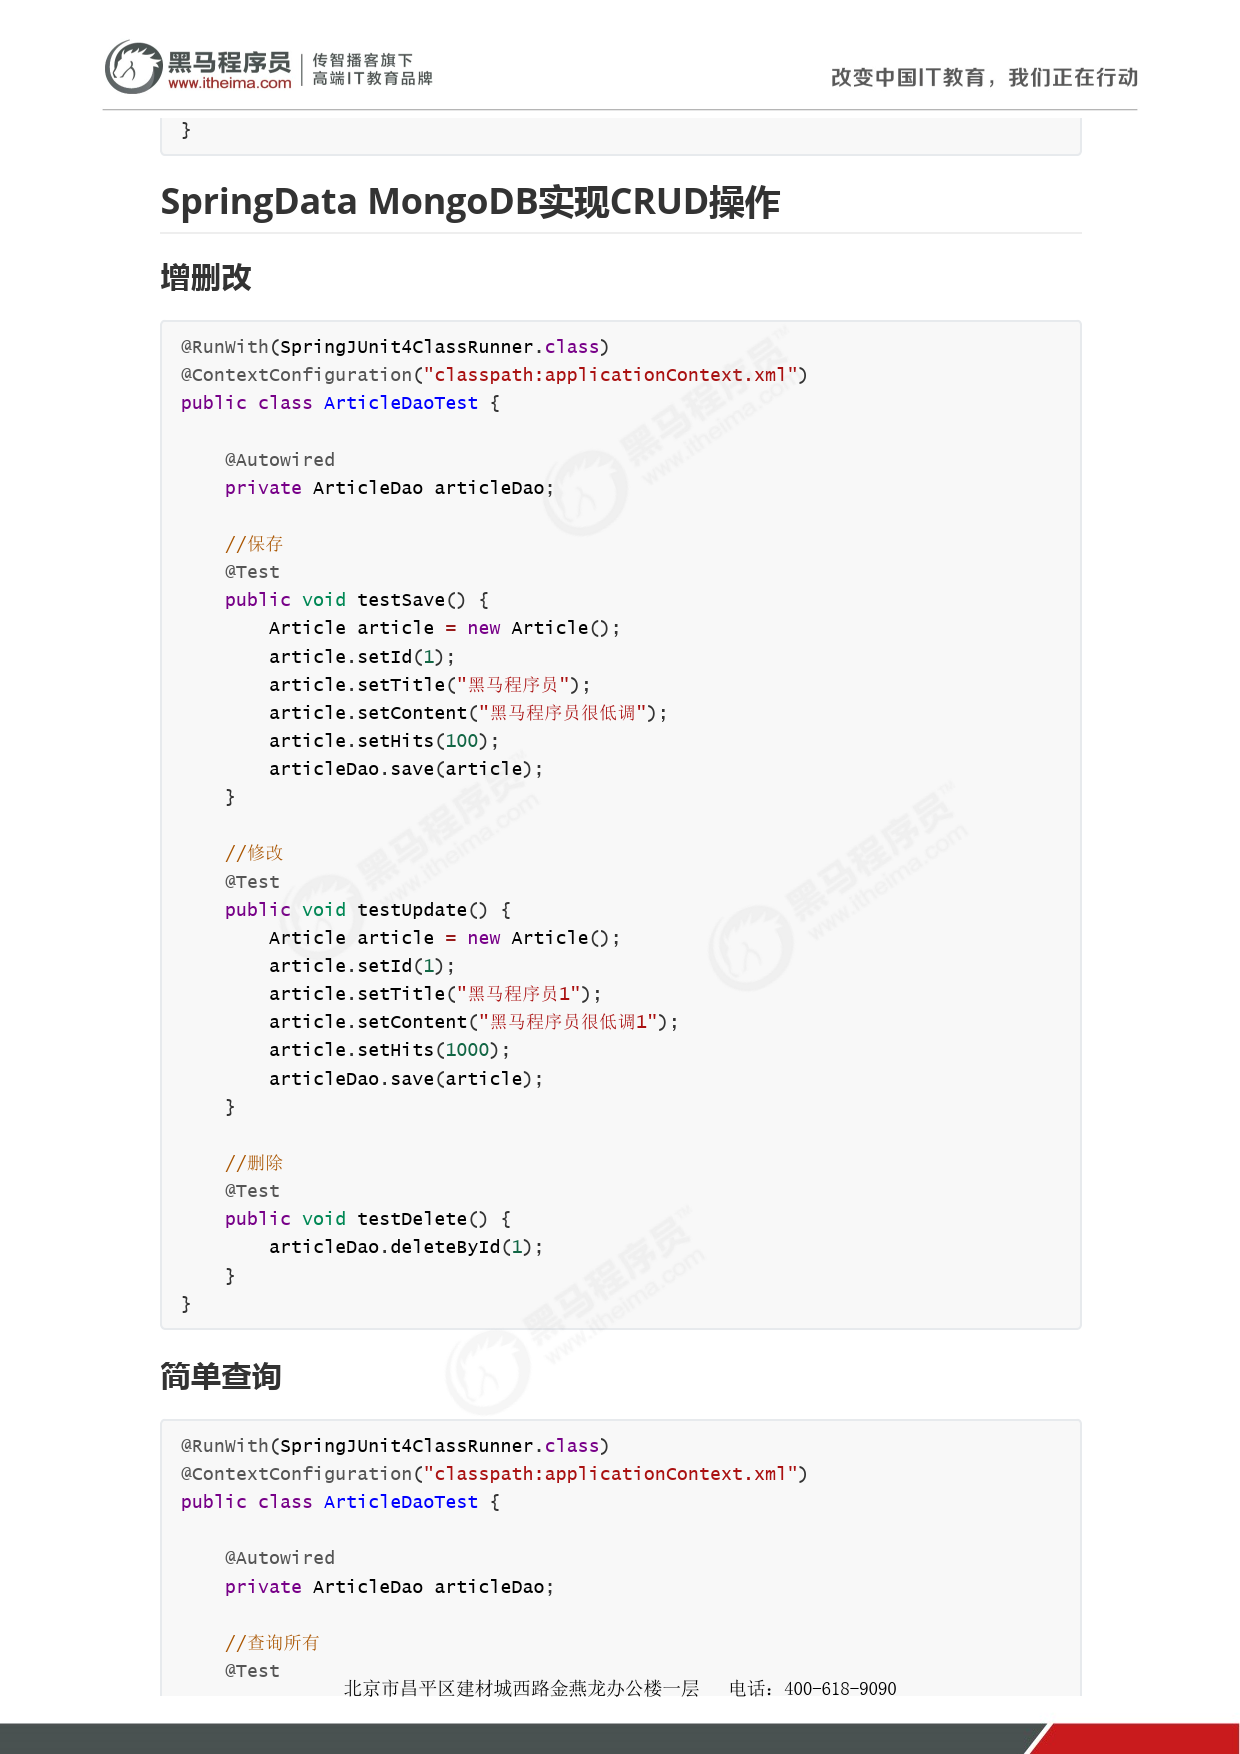 黑马程序员
www.itheima.com
传智播客旗下
高端IT教育品牌
改变中国IT教育，我们正在行动
}
SpringData MongoDB实现CRUD操作
增删改
@RunWith(SpringJUnit4ClassRunner.class)
@ContextConfiguration("classpath:applicationContext.xml")
public class ArticleDaoTest {
    @Autowired
    private ArticleDao articleDao;
    //保存
    @Test
    public void testSave() {
        Article article = new Article();
        article.setId(1);
        article.setTitle("黑马程序员");
        article.setContent("黑马程序员很低调");
        article.setHits(100);
        articleDao.save(article);
    }
    //修改
    @Test
    public void testUpdate() {
        Article article = new Article();
        article.setId(1);
        article.setTitle("黑马程序员1");
        article.setContent("黑马程序员很低调1");
        article.setHits(1000);
        articleDao.save(article);
    }
    //删除
    @Test
    public void testDelete() {
        articleDao.deleteById(1);
    }
}
简单查询
@RunWith(SpringJUnit4ClassRunner.class)
@ContextConfiguration("classpath:applicationContext.xml")
public class ArticleDaoTest {
    @Autowired
    private ArticleDao articleDao;
    //查询所有
    @Test
北京市昌平区建材城西路金燕龙办公楼一层 电话：400-618-9090